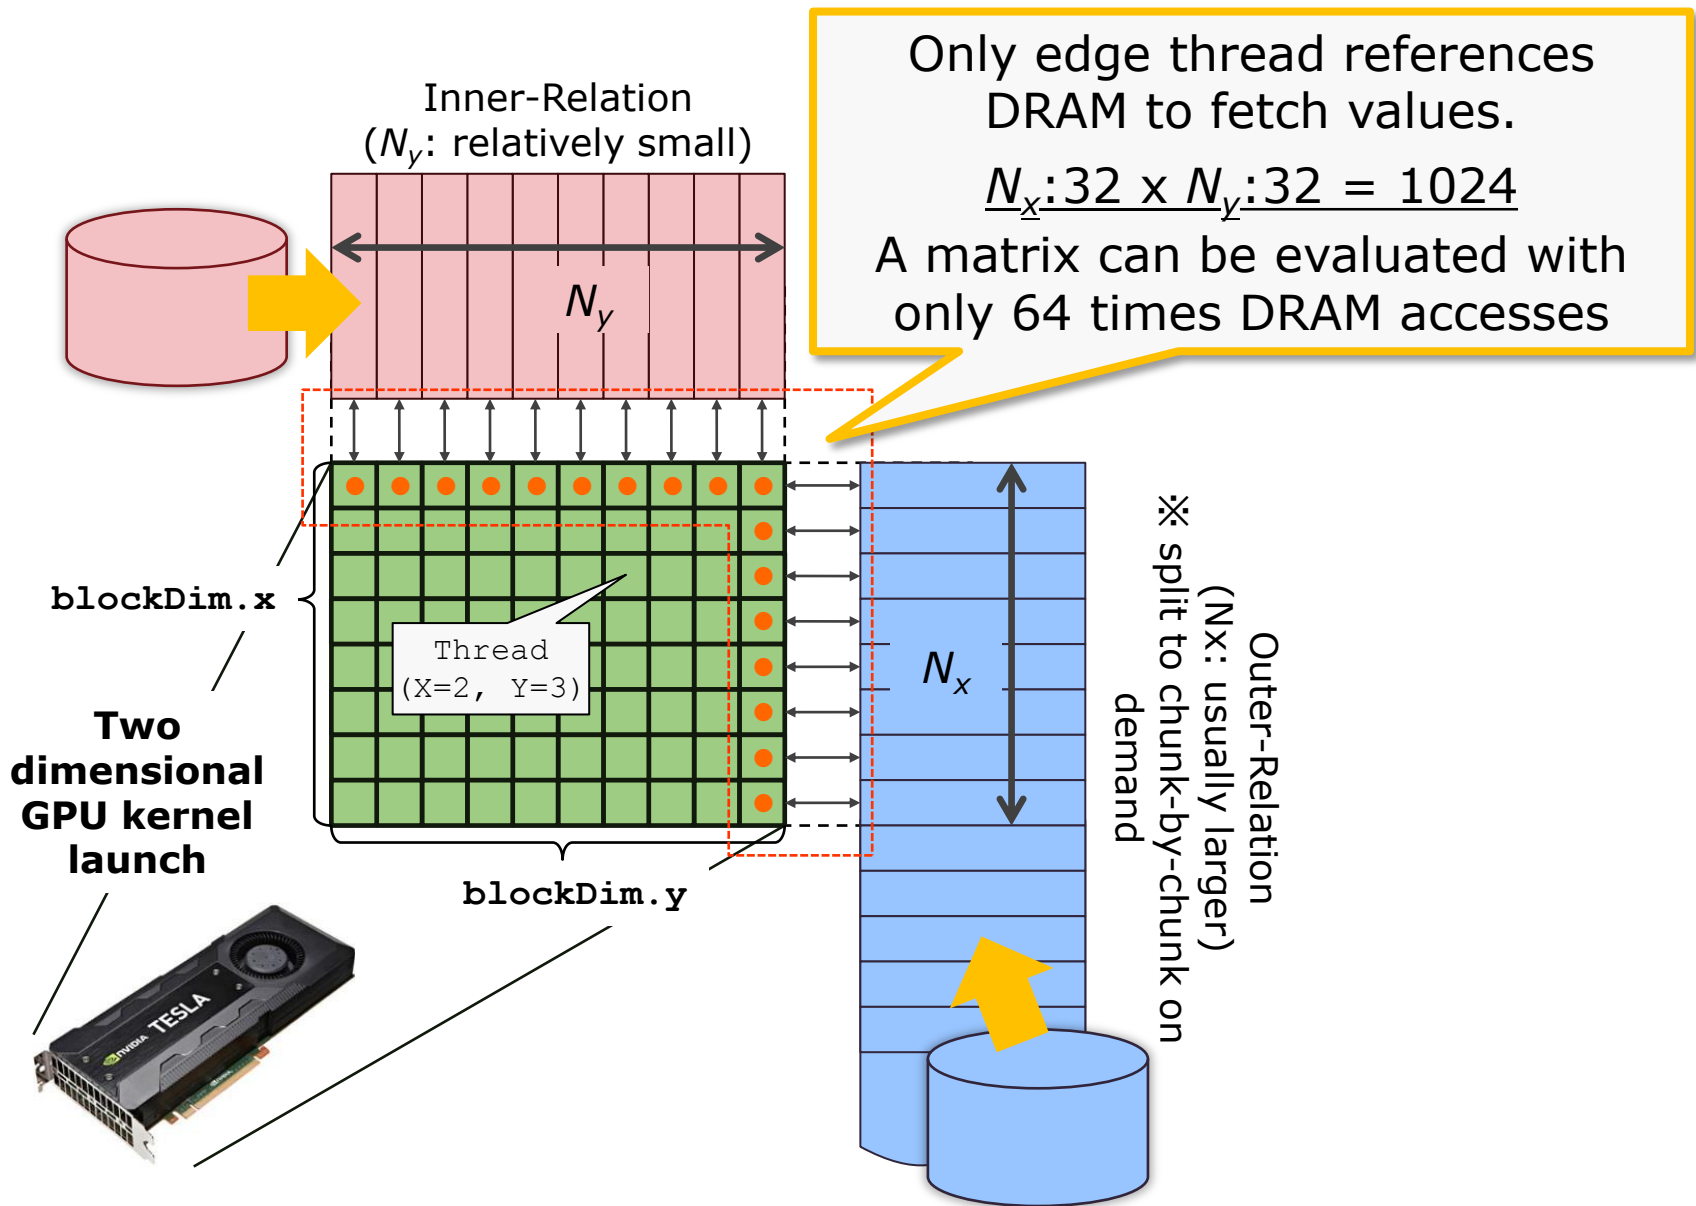 Only edge thread references
DRAM to fetch values.
Nx:32 x Ny:32 = 1024
A matrix can be evaluated with
only 64 times DRAM accesses
Inner-Relation
(Ny: relatively small)
Ny
blockDim.x
Thread
(X=2, Y=3)
Nx
Outer-Relation
(Nx: usually larger)
※ split to chunk-by-chunk on
demand
Two
dimensional
GPU kernel
launch
blockDim.y
NVIDIA TESLA